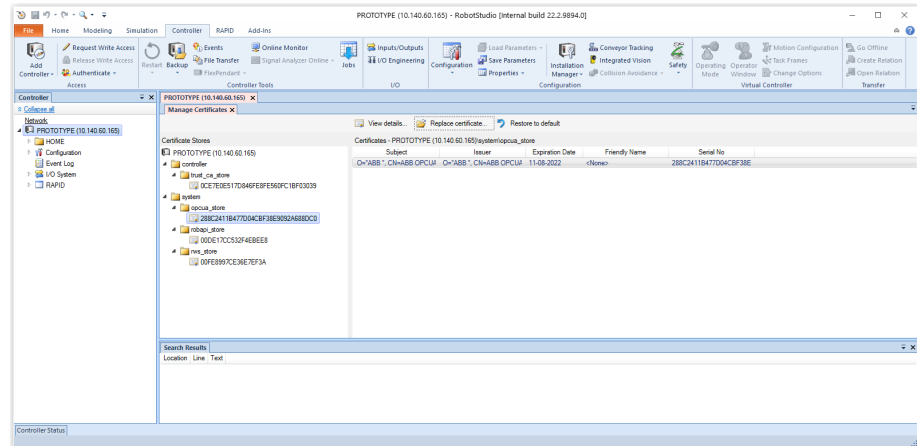 PROTOTYPE (10.140.60.165) - RobotStudio [Internal build 22.2.9894.0]
File Home Modeling Simulation Controller RAPID Add-Ins
Add Controller
Request Write Access
Release Write Access
Authenticate
Access
Restart Backup
Events
File Transfer
FlexPendant
Online Monitor
Signal Analyzer Online
Jobs
Controller Tools
Inputs/Outputs
I/O Engineering
I/O
Configuration
Load Parameters
Save Parameters
Properties
Installation Manager
Conveyor Tracking
Integrated Vision
Collision Avoidance
Safety
Configuration
Operating Mode
Operator Window
Motion Configuration
Task Frames
Change Options
Virtual Controller
Go Offline
Create Relation
Open Relation
Transfer
Controller
Collapse all
Network
PROTOTYPE (10.140.60.165)
HOME
Configuration
Event Log
I/O System
RAPID
PROTOTYPE (10.140.60.165) X
Manage Certificates X
View details... Replace certificate... Restore to default
Certificate Stores
PROTOTYPE (10.140.60.165)
controller
trust_ca_store
0CE7E0E517D846FE8FE560FC1BF03039
system
opcua_store
288C2411B477D04CBF38E9092A688DC0
robapi_store
00DE17CC532F4EBEE8
rws_store
00FE8997CE36E7EF3A
Certificates - PROTOTYPE (10.140.60.165)\system\opcua_store
Subject Issuer Expiration Date Friendly Name Serial No
O="ABB ", CN=ABB OPCUA O="ABB ", CN=ABB OPCUA 11-08-2022 <None> 288C2411B477D04CBF38E
Search Results
Location Line Text
Controller Status